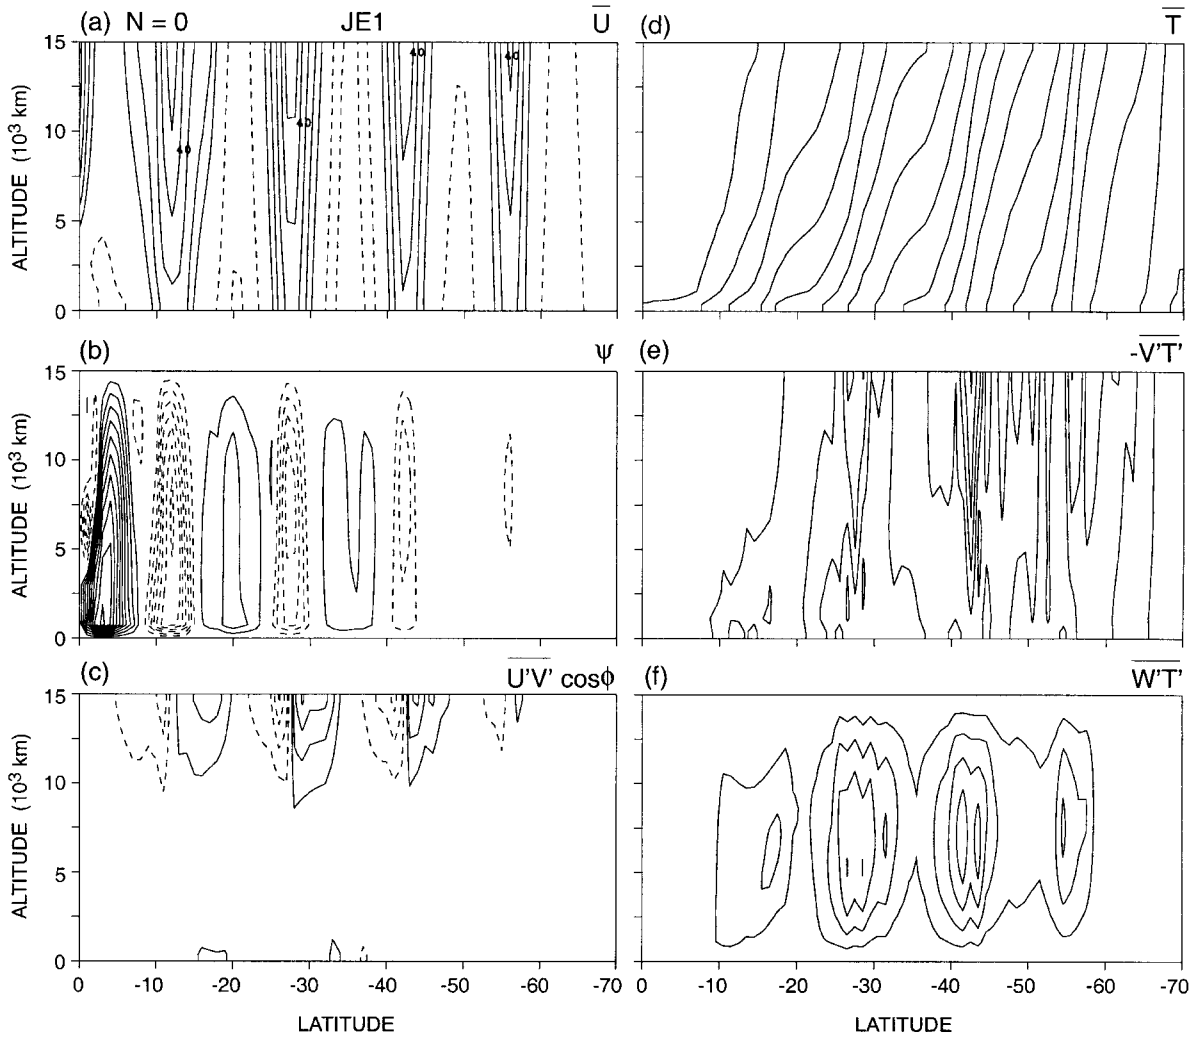 (a) N = 0 JE1 U
15
10
5
0
ALTITUDE (10³ km)
40
40
40
40
(d) T
(b) ψ
15
10
5
0
ALTITUDE (10³ km)
(e) -V'T'
(c) U'V' cosϕ
15
10
5
0
ALTITUDE (10³ km)
0 -10 -20 -30 -40 -50 -60 -70
LATITUDE
(f) W'T'
-10 -20 -30 -40 -50 -60 -70
LATITUDE